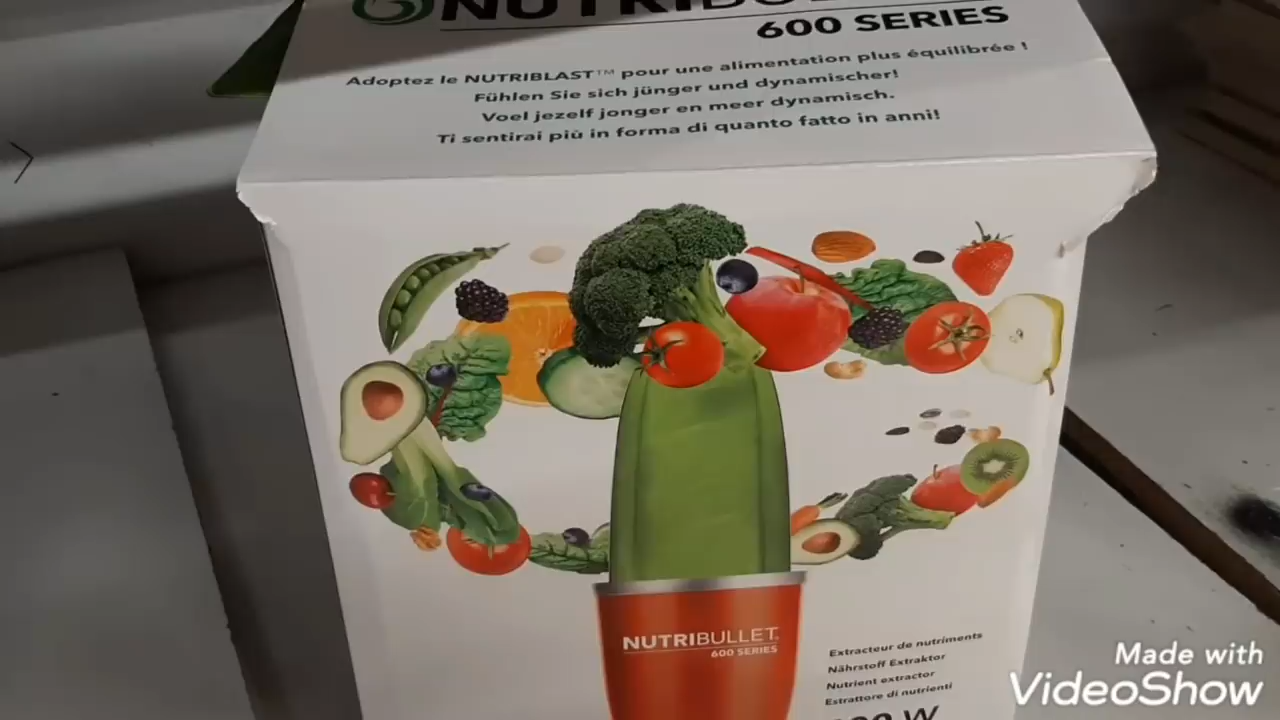 NUTRIBULLET
600 SERIES
Adoptez le NUTRIBLAST™ pour une alimentation plus équilibrée !
Fühlen Sie sich jünger und dynamischer!
Voel jezelf jonger en meer dynamisch.
Ti sentirai più in forma di quanto fatto in anni!
NUTRIBULLET.
600 SERIES
Extracteur de nutriments
Nährstoff Extraktor
Nutrient extractor
Estrattore di nutrienti
W
Made with
VideoShow